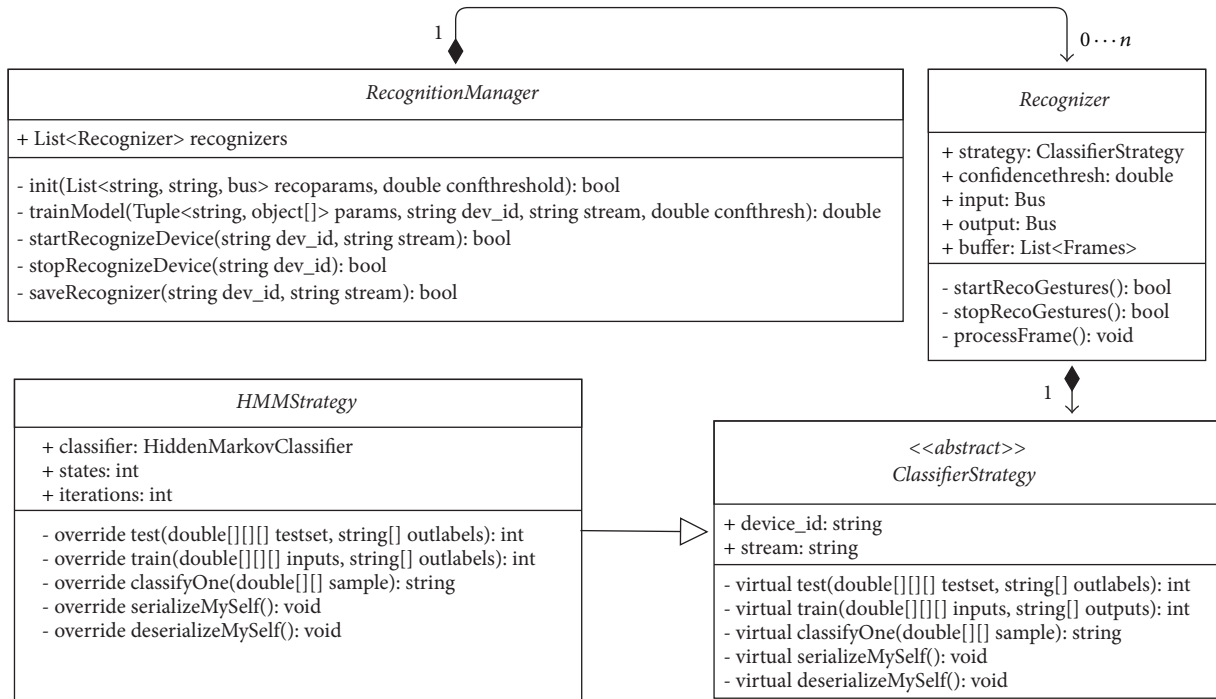 1
0⋯n
RecognitionManager
+ List<Recognizer> recognizers
- init(List<string, string, bus> recoparams, double confthreshold): bool
- trainModel(Tuple<string, object[]> params, string dev_id, string stream, double confthresh): double
- startRecognizeDevice(string dev_id, string stream): bool
- stopRecognizeDevice(string dev_id): bool
- saveRecognizer(string dev_id, string stream): bool
Recognizer
+ strategy: ClassifierStrategy
+ confidencethresh: double
+ input: Bus
+ output: Bus
+ buffer: List<Frames>
- startRecoGestures(): bool
- stopRecoGestures(): bool
- processFrame(): void
1
HMMStrategy
+ classifier: HiddenMarkovClassifier
+ states: int
+ iterations: int
- override test(double[][][] testset, string[] outlabels): int
- override train(double[][][] inputs, string[] outlabels): int
- override classifyOne(double[][] sample): string
- override serializeMySelf(): void
- override deserializeMySelf(): void
<<abstract>>
ClassifierStrategy
+ device_id: string
+ stream: string
- virtual test(double[][][] testset, string[] outlabels): int
- virtual train(double[][][] inputs, string[] outputs): int
- virtual classifyOne(double[][] sample): string
- virtual serializeMySelf(): void
- virtual deserializeMySelf(): void